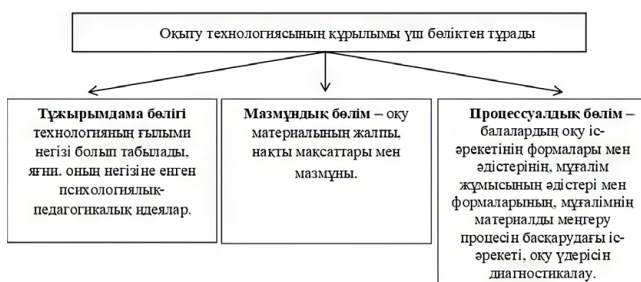 Оқыту технологиясының құрылымы үш бөліктен тұрады
Тұжырымдама бөлігі
технологияның ғылыми
негізі болып табылады,
яғни. оның негізіне енген
психологиялық-
педагогикалық идеялар.
Мазмұндық бөлім – оқу
материалының жалпы,
нақты мақсаттары мен
мазмұны.
Процессуалдық бөлім –
балалардың оқу іс-
әрекетінің формалары мен
әдістерінің, мұғалім
жұмысының әдістері мен
формаларының, мұғалімнің
материалды меңгеру
процесін басқарудағы іс-
әрекеті, оқу үдерісін
диагностикалау.